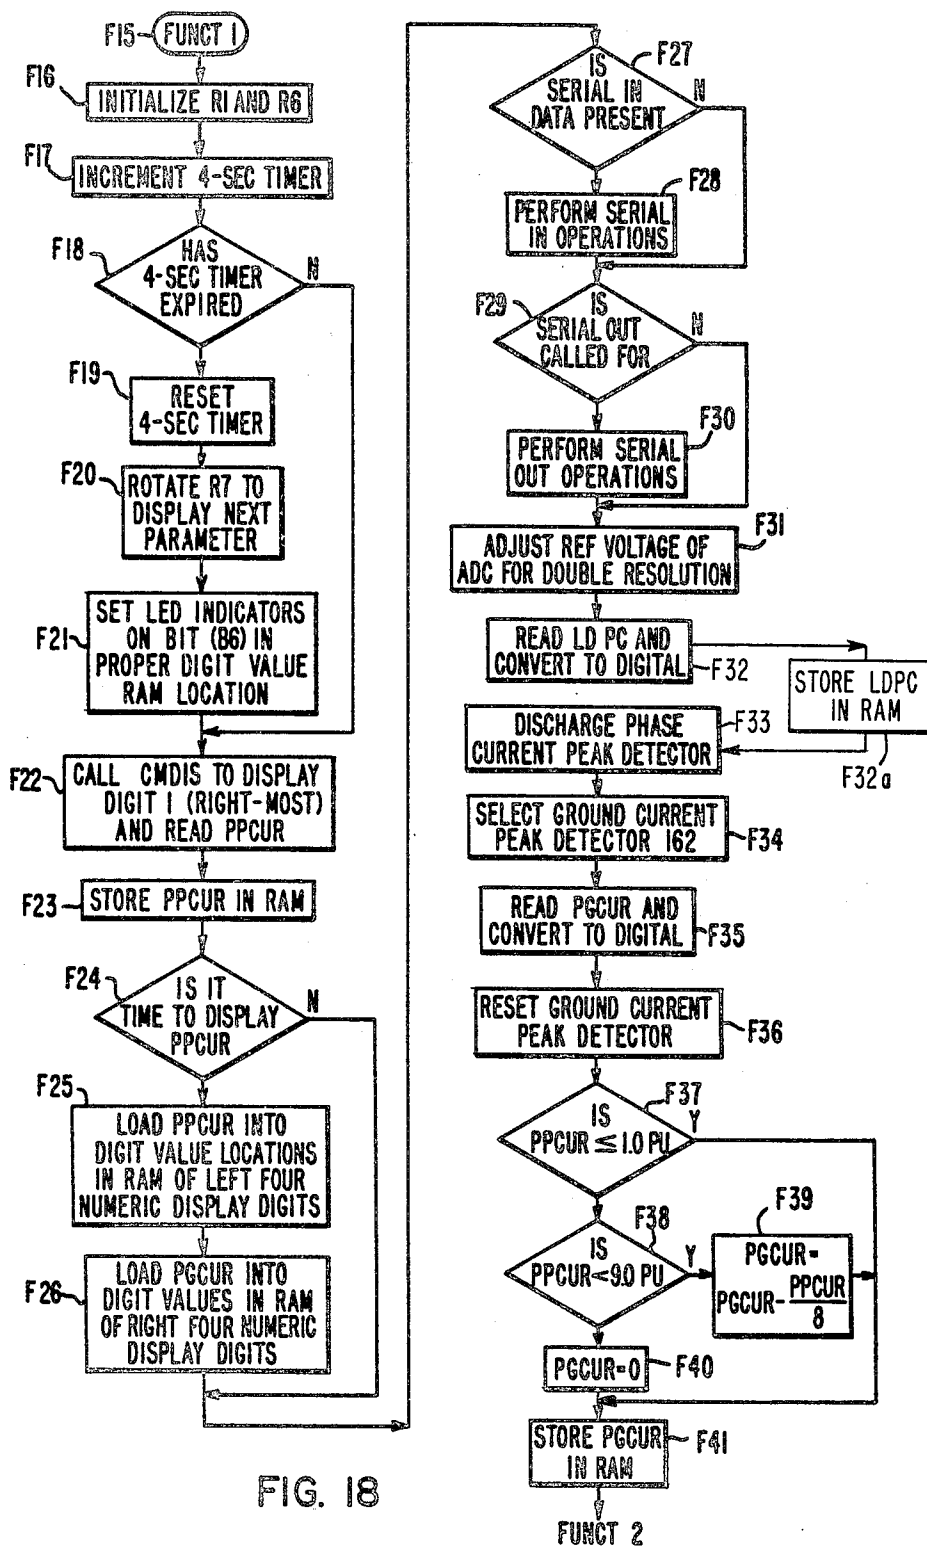 F15
FUNCT 1
F16
INITIALIZE R1 AND R6
F17
INCREMENT 4-SEC TIMER
F18
HAS
4-SEC TIMER
EXPIRED
N
F19
RESET
4-SEC TIMER
F20
ROTATE R7 TO
DISPLAY NEXT
PARAMETER
F21
SET LED INDICATORS
ON BIT (B6) IN
PROPER DIGIT VALUE
RAM LOCATION
F22
CALL CMDIS TO DISPLAY
DIGIT 1 (RIGHT-MOST)
AND READ PPCUR
F23
STORE PPCUR IN RAM
F24
IS IT
TIME TO DISPLAY
PPCUR
N
F25
LOAD PPCUR INTO
DIGIT VALUE LOCATIONS
IN RAM OF LEFT FOUR
NUMERIC DISPLAY DIGITS
F26
LOAD PGCUR INTO
DIGIT VALUES IN RAM
OF RIGHT FOUR NUMERIC
DISPLAY DIGITS
F27
IS
SERIAL IN
DATA PRESENT
N
F28
PERFORM SERIAL
IN OPERATIONS
F29
IS
SERIAL OUT
CALLED FOR
N
F30
PERFORM SERIAL
OUT OPERATIONS
F31
ADJUST REF VOLTAGE OF
ADC FOR DOUBLE RESOLUTION
READ LD PC AND
CONVERT TO DIGITAL
F32
STORE LDPC
IN RAM
F32a
DISCHARGE PHASE
CURRENT PEAK DETECTOR
F33
SELECT GROUND CURRENT
PEAK DETECTOR 162
F34
READ PGCUR AND
CONVERT TO DIGITAL
F35
RESET GROUND CURRENT
PEAK DETECTOR
F36
F37
IS
PPCUR ≦ 1.0 PU
Y
F38
IS
PPCUR < 9.0 PU
Y
F39
PGCUR =
PGCUR - PPCUR
8
PGCUR = 0
F40
STORE PGCUR
IN RAM
F41
FUNCT 2
FIG. 18